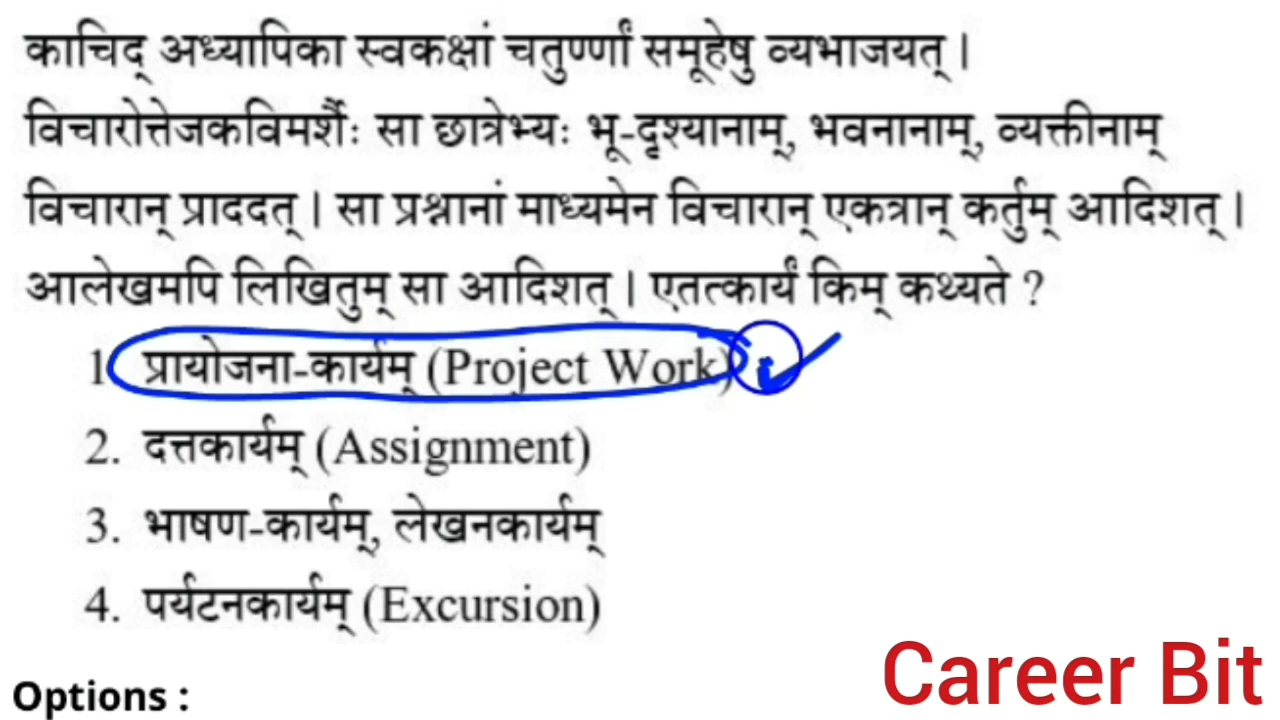 काचिद् अध्यापिका स्वकक्षां चतुर्ण्णां समूहेषु व्यभाजयत् ।
विचारोत्तेजकविमर्शैः सा छात्रेभ्यः भू-दृश्यानाम्, भवनानाम्, व्यक्तीनाम्
विचारान् प्राददत् । सा प्रश्नानां माध्यमेन विचारान् एकत्रान् कर्तुम् आदिशत् ।
आलेखमपि लिखितुम् सा आदिशत् । एतत्कार्यं किम् कथ्यते ?
1 प्रायोजना-कार्यम् (Project Work)
2. दत्तकार्यम् (Assignment)
3. भाषण-कार्यम्, लेखनकार्यम्
4. पर्यटनकार्यम् (Excursion)
Career Bit
Options :